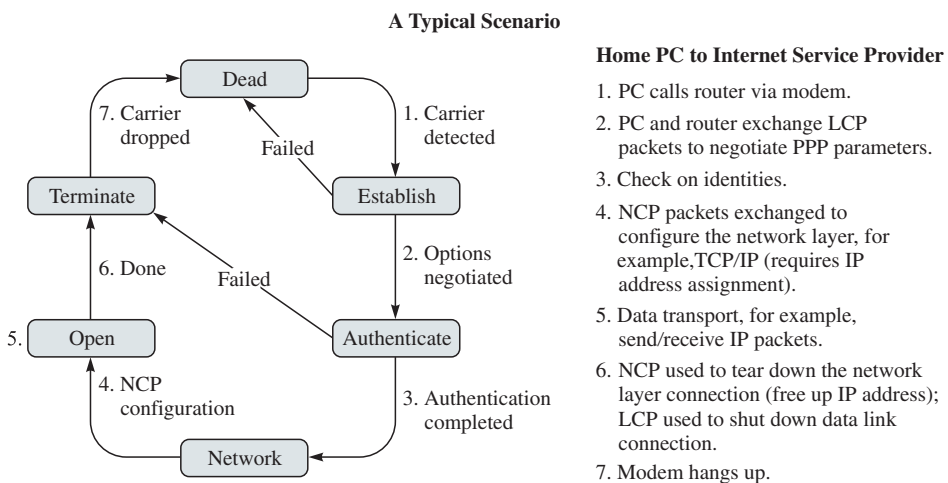 A Typical Scenario
Dead
7. Carrier
dropped
1. Carrier
detected
Failed
Terminate
Establish
6. Done
Failed
2. Options
negotiated
5.
Open
Authenticate
4. NCP
configuration
3. Authentication
completed
Network
Home PC to Internet Service Provider
1. PC calls router via modem.
2. PC and router exchange LCP
packets to negotiate PPP parameters.
3. Check on identities.
4. NCP packets exchanged to
configure the network layer, for
example,TCP/IP (requires IP
address assignment).
5. Data transport, for example,
send/receive IP packets.
6. NCP used to tear down the network
layer connection (free up IP address);
LCP used to shut down data link
connection.
7. Modem hangs up.